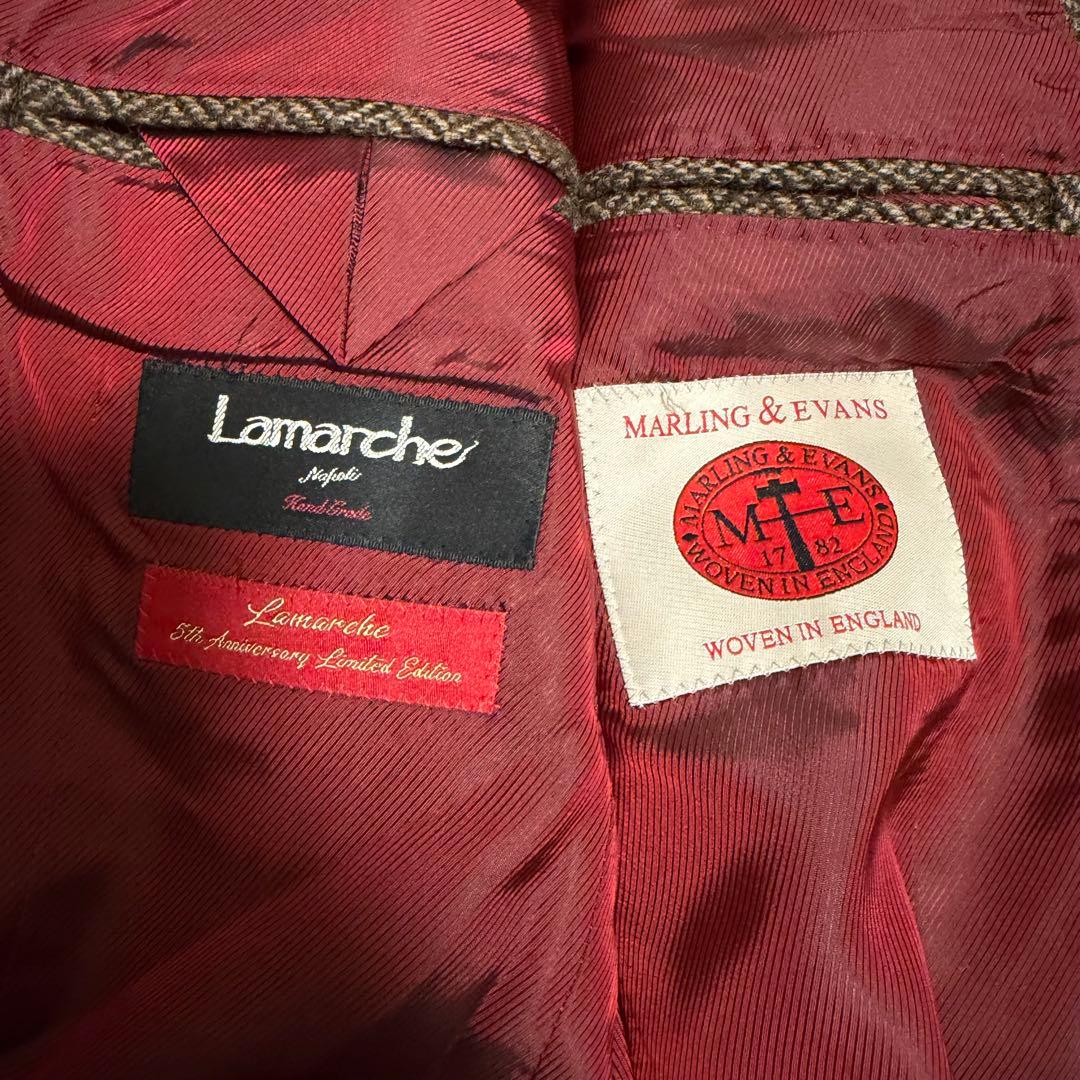 Lamarche
Napoli
Hand Grade
Lamarche
5th Anniversary Limited Edition
MARLING & EVANS
MARLING & EVANS
M E
17 82
WOVEN IN ENGLAND
WOVEN IN ENGLAND